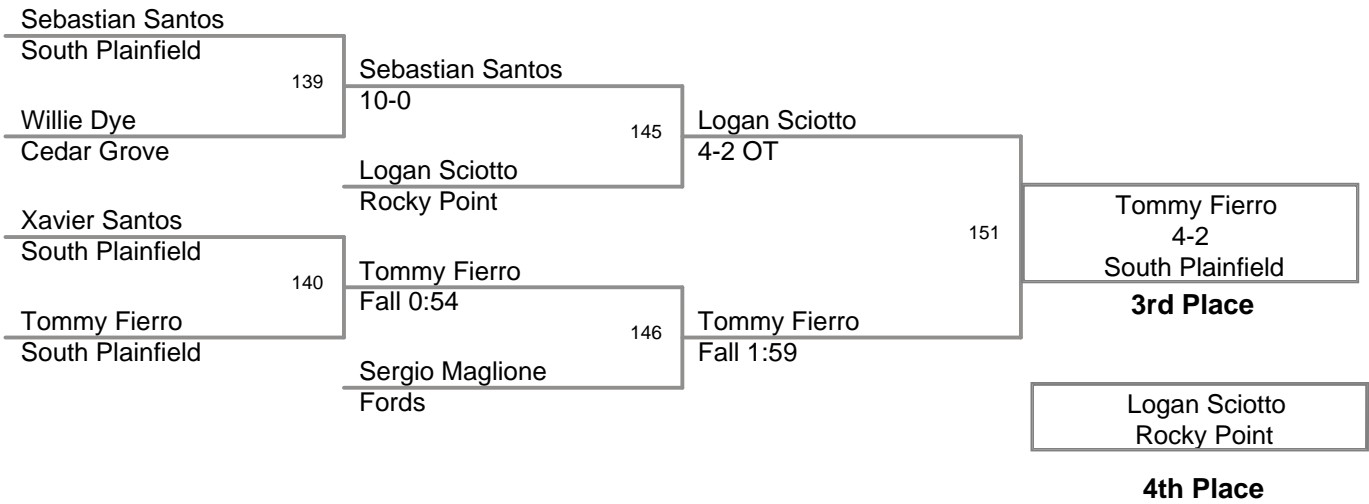 Sebastian Santos
South Plainfield
139
Willie Dye
Cedar Grove
Xavier Santos
South Plainfield
140
Tommy Fierro
South Plainfield
Sebastian Santos
10-0
145
Logan Sciotto
Rocky Point
Tommy Fierro
Fall 0:54
146
Sergio Maglione
Fords
Logan Sciotto
4-2 OT
151
Tommy Fierro
Fall 1:59
Tommy Fierro
4-2
South Plainfield
3rd Place
Logan Sciotto
Rocky Point
4th Place